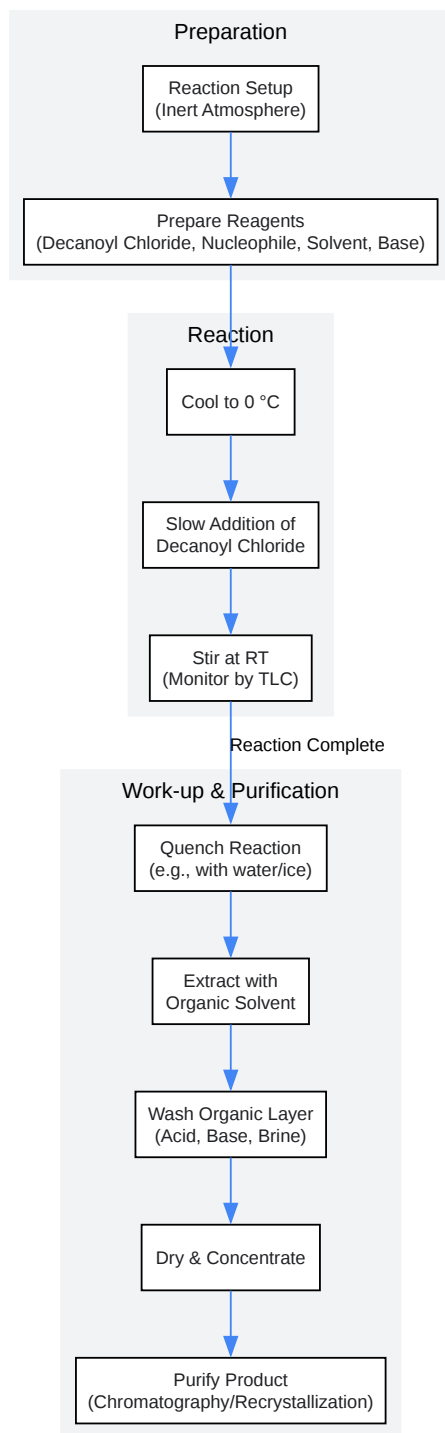 Preparation
Reaction Setup
(Inert Atmosphere)
Prepare Reagents
(Decanoyl Chloride, Nucleophile, Solvent, Base)
Reaction
Cool to 0 °C
Slow Addition of
Decanoyl Chloride
Stir at RT
(Monitor by TLC)
Reaction Complete
Work-up & Purification
Quench Reaction
(e.g., with water/ice)
Extract with
Organic Solvent
Wash Organic Layer
(Acid, Base, Brine)
Dry & Concentrate
Purify Product
(Chromatography/Recrystallization)